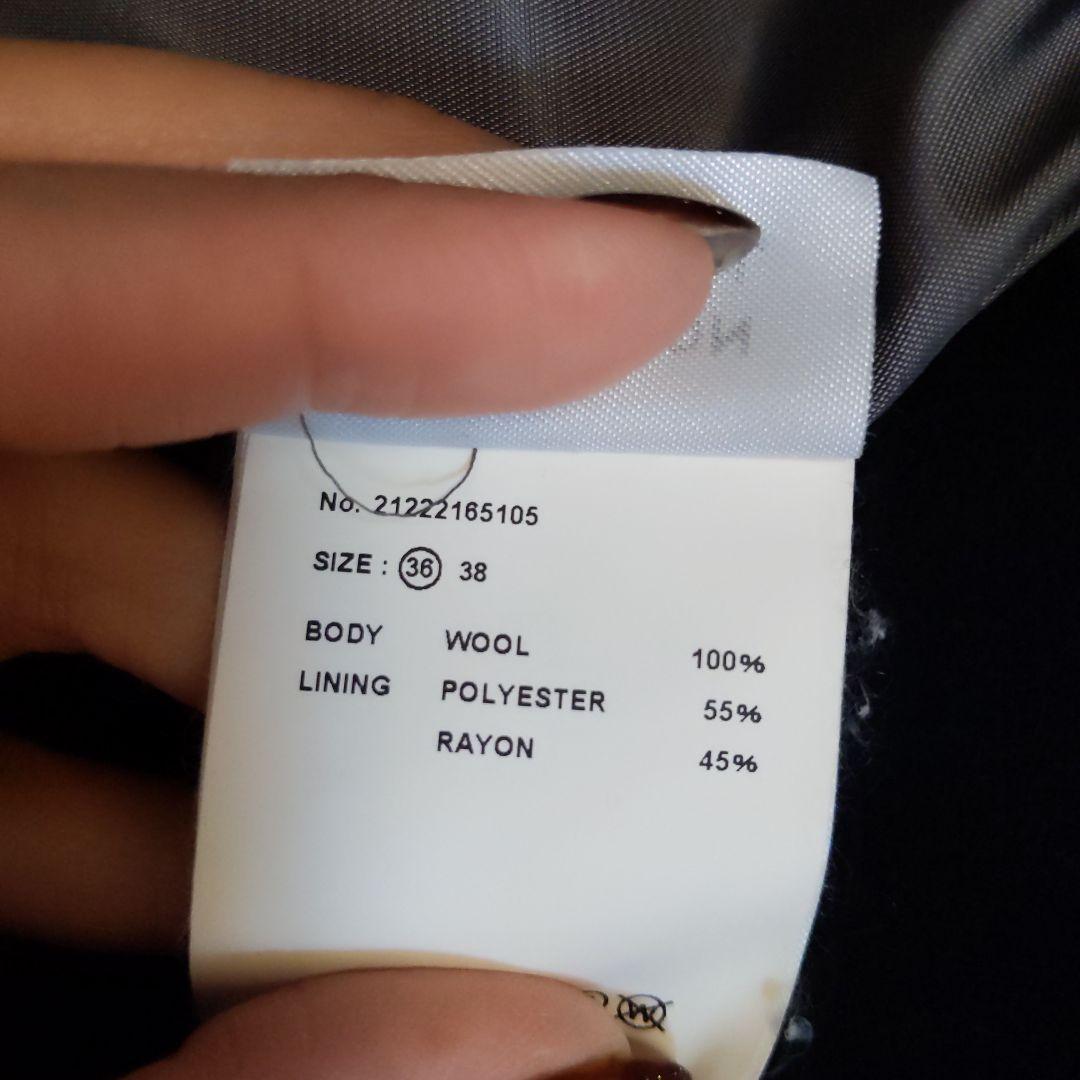 No. 21222165105
SIZE : 36 38
BODY WOOL 100%
LINING POLYESTER 55%
RAYON 45%
W